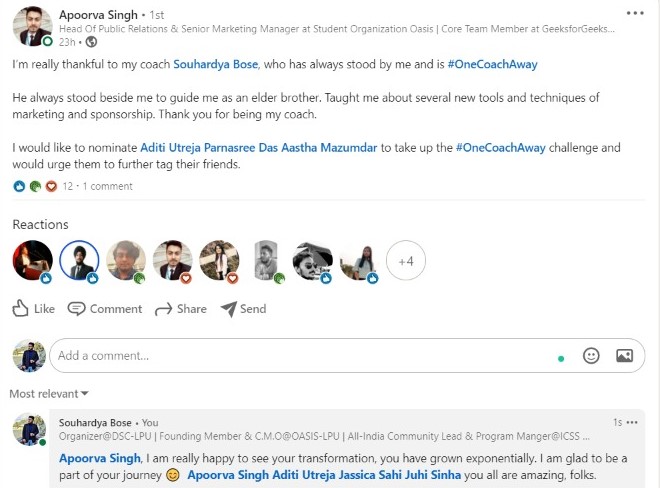 Apoorva Singh • 1st
Head Of Public Relations & Senior Marketing Manager at Student Organization Oasis | Core Team Member at GeeksforGeeks...
23h •
I'm really thankful to my coach Souhardya Bose, who has always stood by me and is #OneCoachAway
He always stood beside me to guide me as an elder brother. Taught me about several new tools and techniques of
marketing and sponsorship. Thank you for being my coach.
I would like to nominate Aditi Utreja Parnasree Das Aastha Mazumdar to take up the #OneCoachAway challenge and
would urge them to further tag their friends.
12 • 1 comment
Reactions
+4
Like Comment Share Send
Add a comment...
Most relevant
Souhardya Bose • You 1s
Organizer@DSC-LPU | Founding Member & C.M.O@OASIS-LPU | All-India Community Lead & Program Manger@ICSS ...
Apoorva Singh, I am really happy to see your transformation, you have grown exponentially. I am glad to be a
part of your journey 😊 Apoorva Singh Aditi Utreja Jassica Sahi Juhi Sinha you all are amazing, folks.